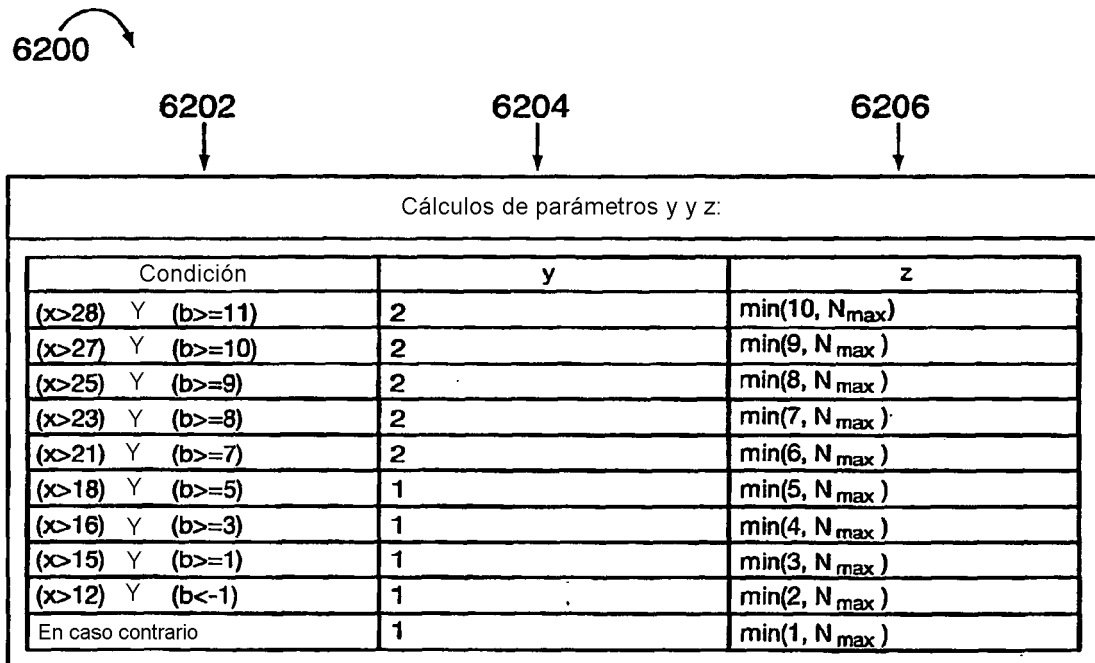 6200
6202 6204 6206
Cálculos de parámetros y y z:
Condición y z
(x>28) Y (b>=11) 2 min(10, Nmax)
(x>27) Y (b>=10) 2 min(9, Nmax)
(x>25) Y (b>=9) 2 min(8, Nmax)
(x>23) Y (b>=8) 2 min(7, Nmax)
(x>21) Y (b>=7) 2 min(6, Nmax)
(x>18) Y (b>=5) 1 min(5, Nmax)
(x>16) Y (b>=3) 1 min(4, Nmax)
(x>15) Y (b>=1) 1 min(3, Nmax)
(x>12) Y (b<-1) 1 min(2, Nmax)
En caso contrario 1 min(1, Nmax)